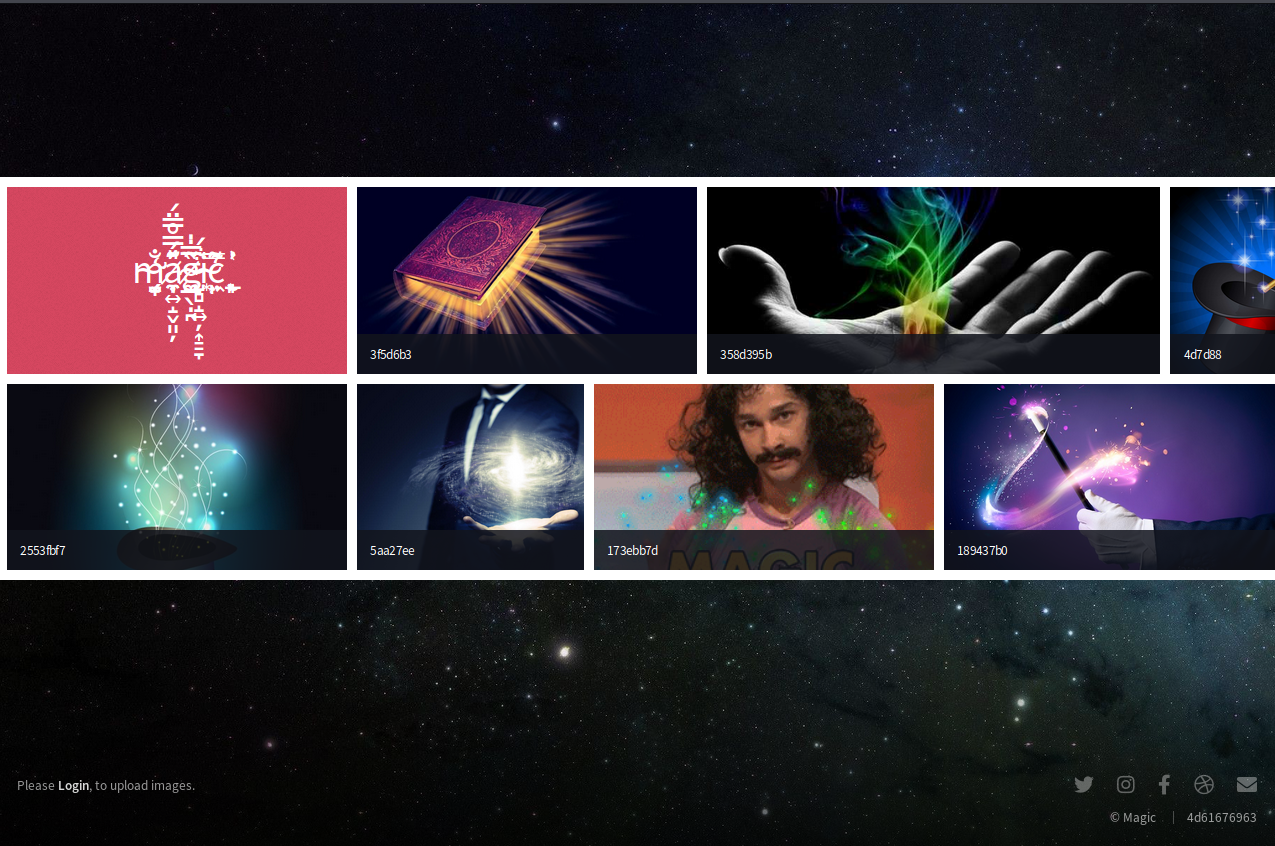 magic
3f5d6b3
358d395b
4d7d88
2553fbf7
5aa27ee
173ebb7d
MAGIC
189437b0
Please Login, to upload images.
© Magic | 4d61676963